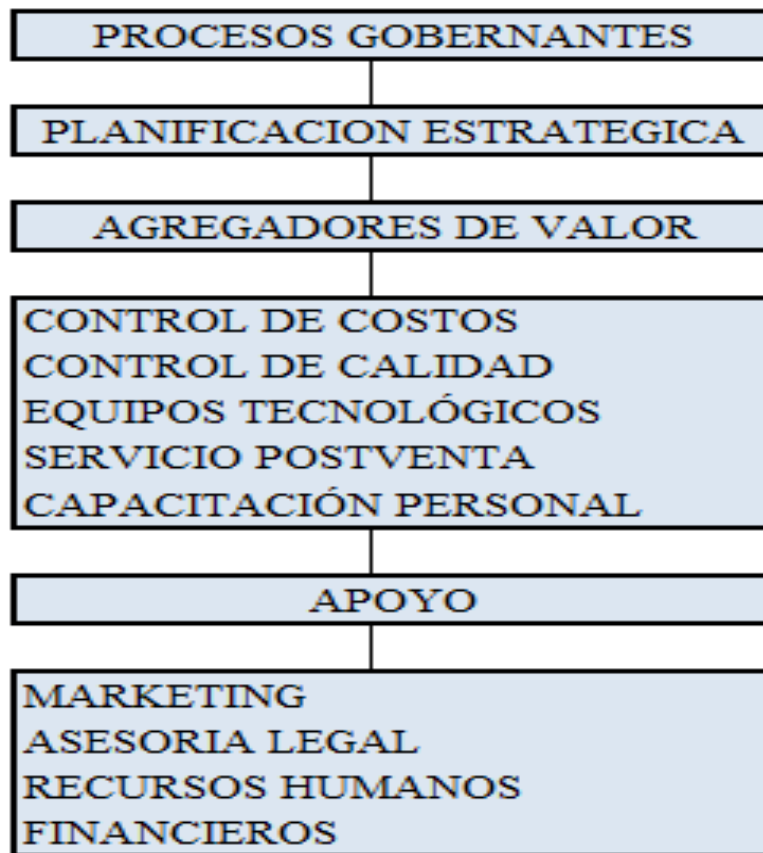 PROCESOS GOBERNANTES
PLANIFICACION ESTRATEGICA
AGREGADORES DE VALOR
CONTROL DE COSTOS
CONTROL DE CALIDAD
EQUIPOS TECNOLÓGICOS
SERVICIO POSTVENTA
CAPACITACIÓN PERSONAL
APOYO
MARKETING
ASESORIA LEGAL
RECURSOS HUMANOS
FINANCIEROS